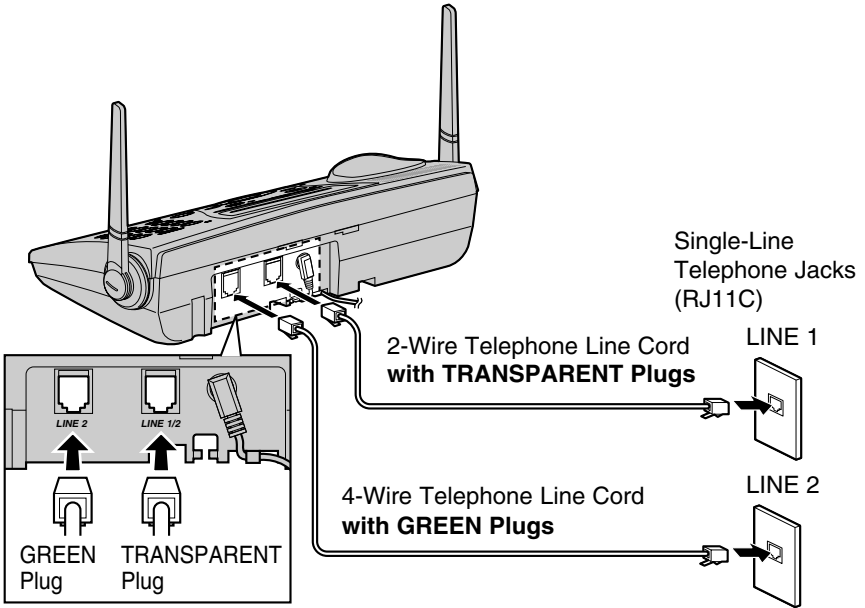 Single-Line
Telephone Jacks
(RJ11C)
LINE 1
2-Wire Telephone Line Cord
with TRANSPARENT Plugs
LINE 2
LINE 1/2
4-Wire Telephone Line Cord
with GREEN Plugs
LINE 2
GREEN
Plug
TRANSPARENT
Plug